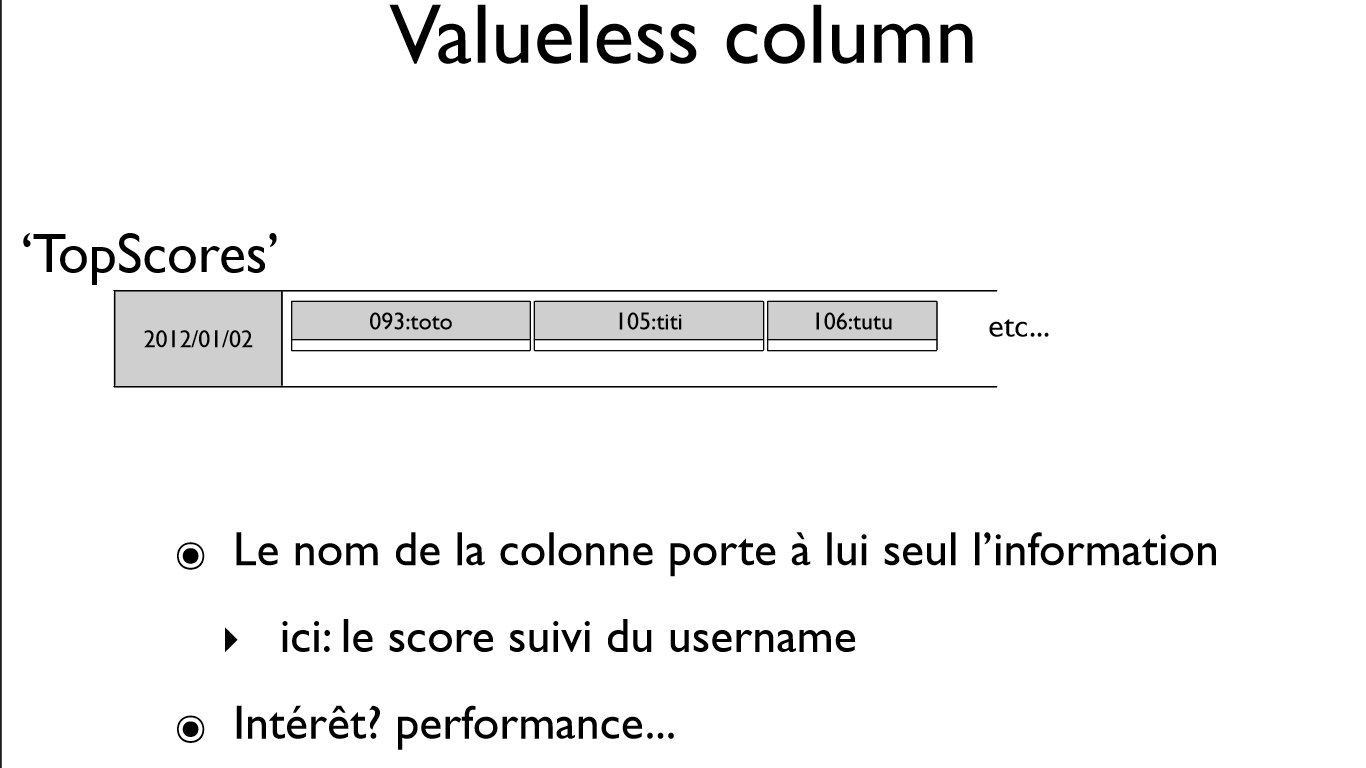 Valueless column
‘TopScores’
2012/01/02
093:toto
105:titi
106:tutu
etc...
Le nom de la colonne porte à lui seul l’information
ici: le score suivi du username
Intérêt? performance...